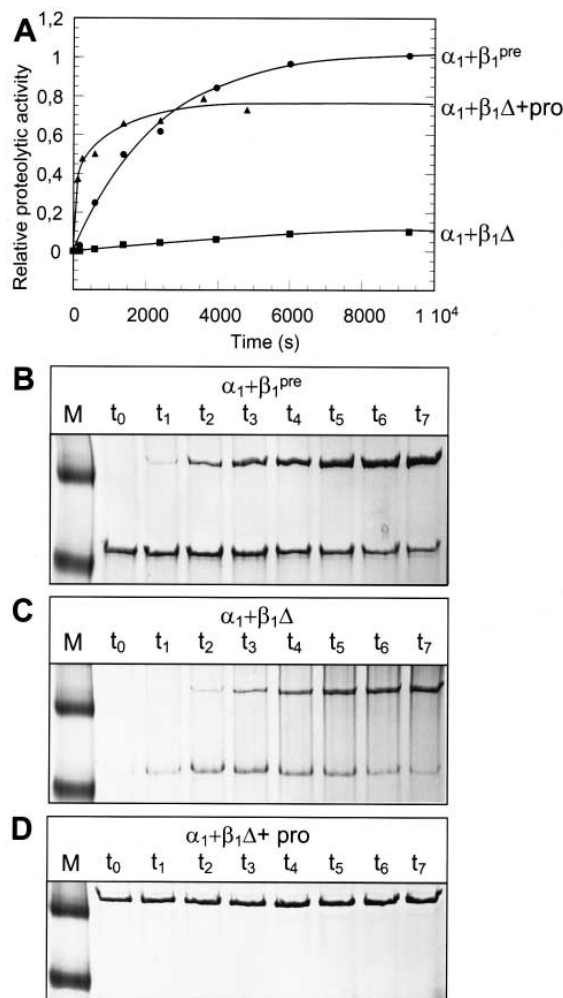 A
1,2
1
0,8
0,6
0,4
0,2
0
Relative proteolytic activity
0 2000 4000 6000 8000 1 10⁴
Time (s)
α₁+β₁ᵖʳᵉ
α₁+β₁Δ+pro
α₁+β₁Δ
B
α₁+β₁ᵖʳᵉ
M t₀ t₁ t₂ t₃ t₄ t₅ t₆ t₇
C
α₁+β₁Δ
M t₀ t₁ t₂ t₃ t₄ t₅ t₆ t₇
D
α₁+β₁Δ+ pro
M t₀ t₁ t₂ t₃ t₄ t₅ t₆ t₇